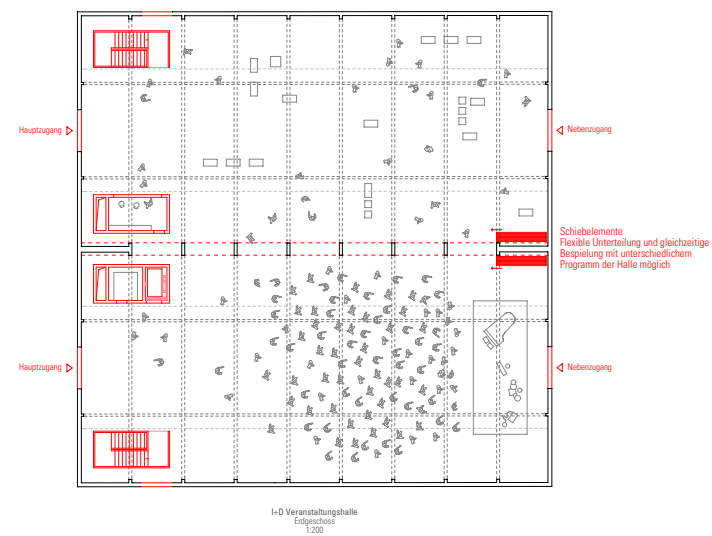 Hauptzugang
Nebenzugang
Schiebelemente
Flexible Unterteilung und gleichzeitige
Bespielung mit unterschiedlichem
Programm der Halle möglich
Hauptzugang
Nebenzugang
I+D Veranstaltungshalle
Erdgeschoss
1:200